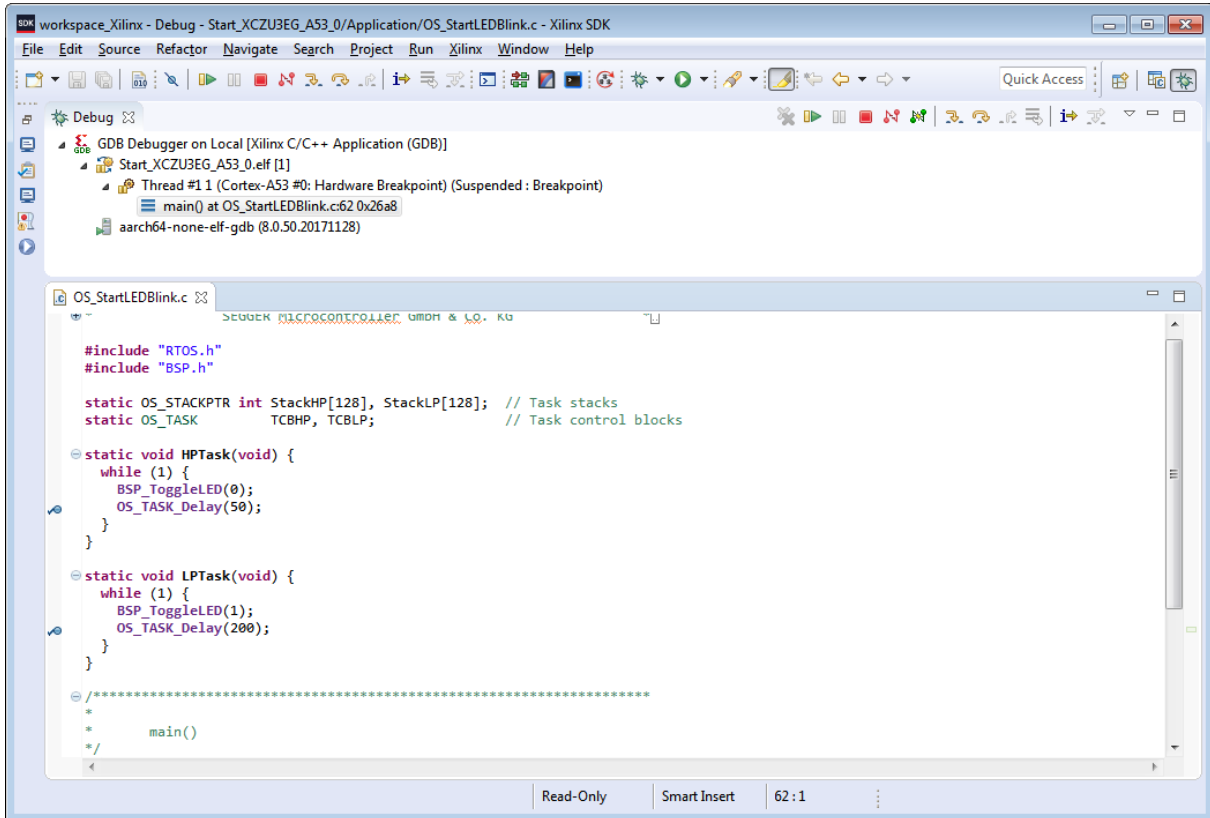 SDK workspace_Xilinx - Debug - Start_XCZU3EG_A53_0/Application/OS_StartLEDBlink.c - Xilinx SDK
File Edit Source Refactor Navigate Search Project Run Xilinx Window Help
010 Quick Access
Debug
GDB GDB Debugger on Local [Xilinx C/C++ Application (GDB)]
Start_XCZU3EG_A53_0.elf [1]
Thread #1 1 (Cortex-A53 #0: Hardware Breakpoint) (Suspended : Breakpoint)
main() at OS_StartLEDBlink.c:62 0x26a8
aarch64-none-elf-gdb (8.0.50.20171128)
OS_StartLEDBlink.c
* SEGGER Microcontroller GmbH & Co. KG *
#include "RTOS.h"
#include "BSP.h"
static OS_STACKPTR int StackHP[128], StackLP[128]; // Task stacks
static OS_TASK TCBHP, TCBLP; // Task control blocks
static void HPTask(void) {
while (1) {
BSP_ToggleLED(0);
OS_TASK_Delay(50);
}
}
static void LPTask(void) {
while (1) {
BSP_ToggleLED(1);
OS_TASK_Delay(200);
}
}
/*********************************************************************
*
* main()
*/
Read-Only Smart Insert 62 : 1